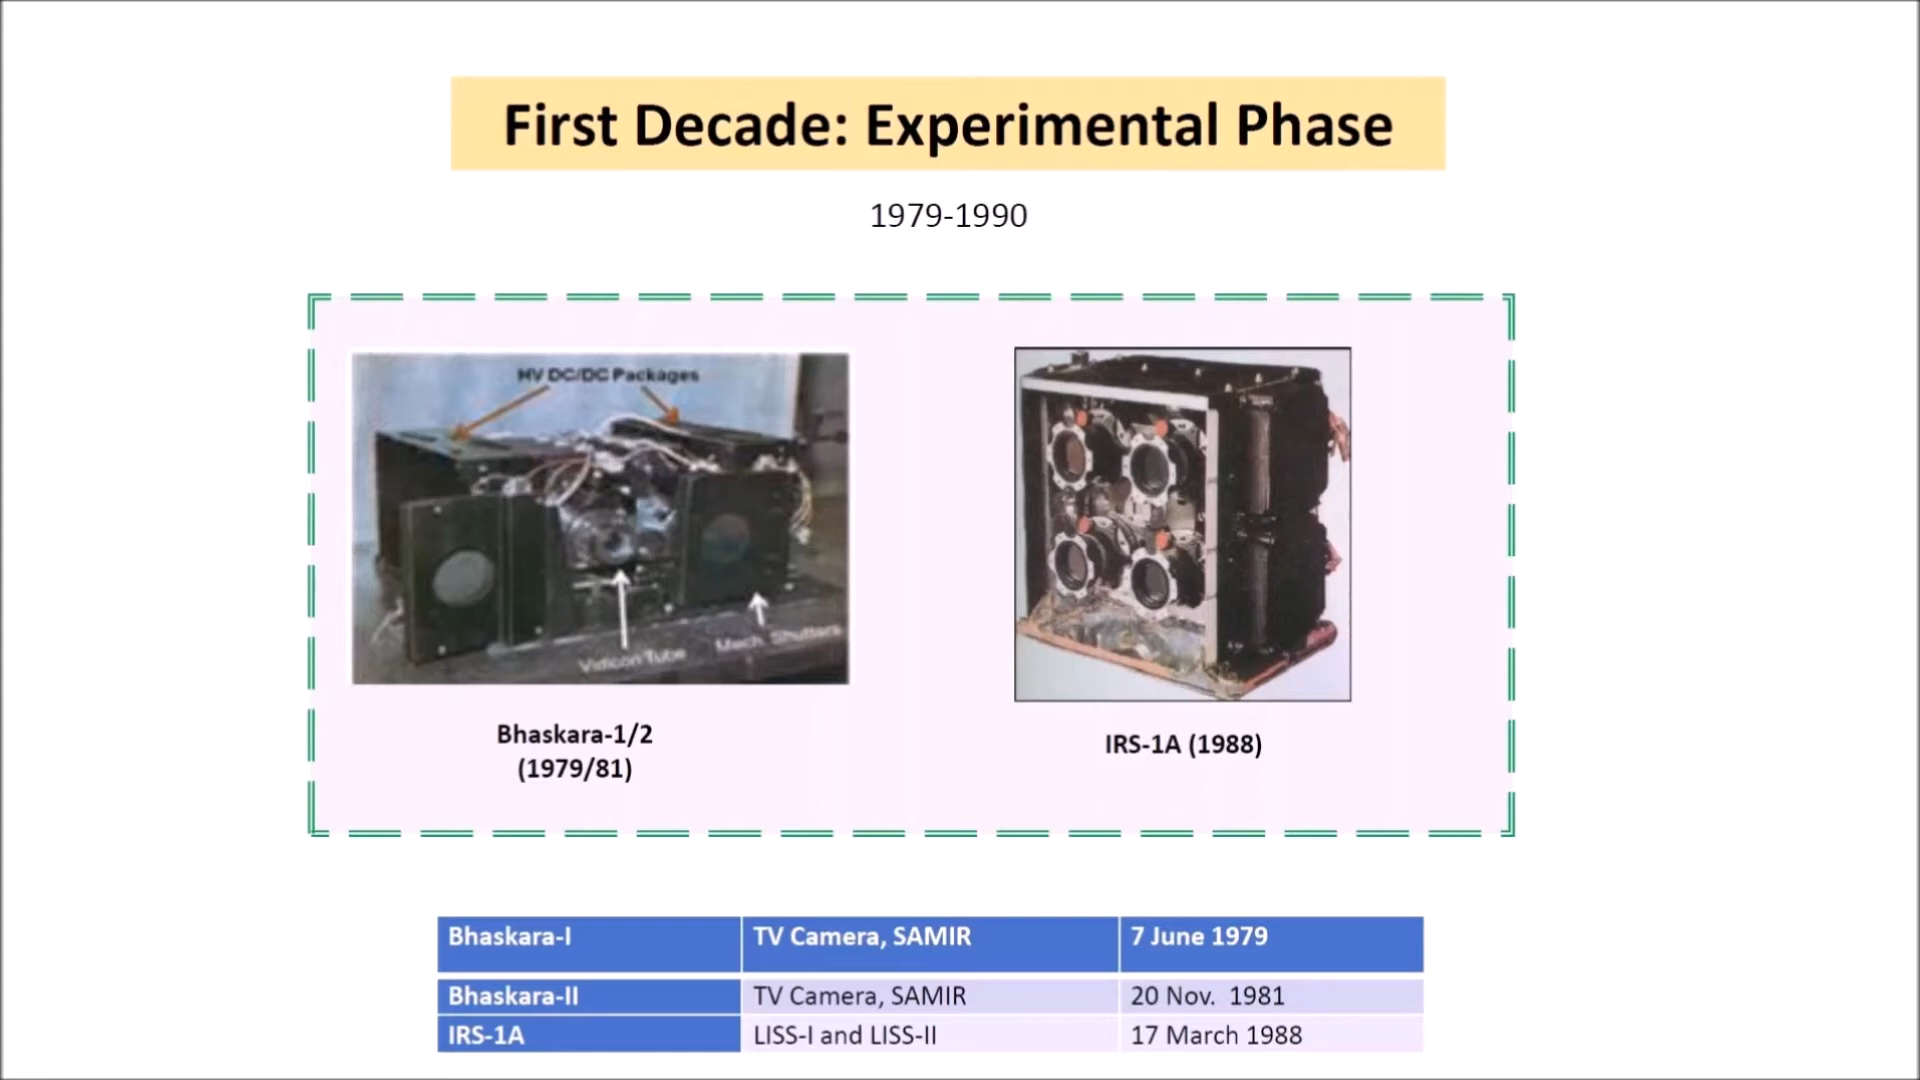 First Decade: Experimental Phase
1979-1990
HV DC/DC Packages
Vidicon Tube
Mech. Shutters
Bhaskara-1/2
(1979/81)
IRS-1A (1988)
Bhaskara-I TV Camera, SAMIR 7 June 1979
Bhaskara-II TV Camera, SAMIR 20 Nov. 1981
IRS-1A LISS-I and LISS-II 17 March 1988